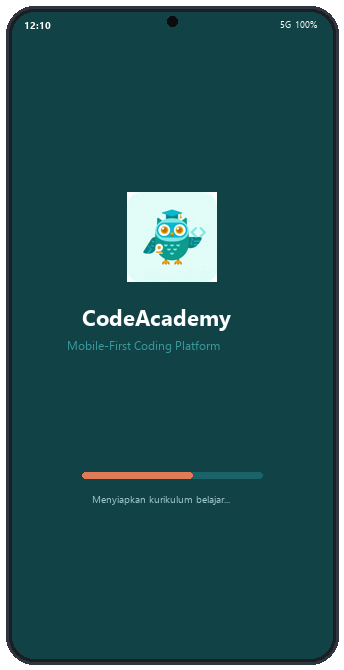 12:10
5G 100%
<>
CodeAcademy
Mobile-First Coding Platform
Menyiapkan kurikulum belajar...